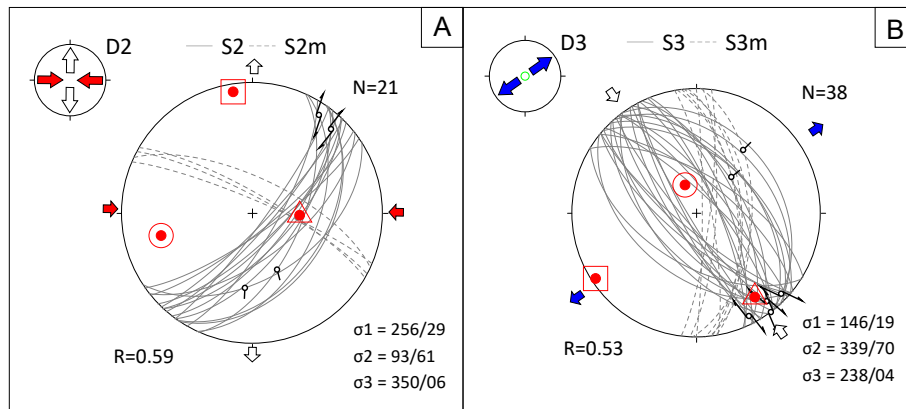 A
D2
S2
S2m
N=21
R=0.59
σ1 = 256/29
σ2 = 93/61
σ3 = 350/06
B
D3
S3
S3m
N=38
R=0.53
σ1 = 146/19
σ2 = 339/70
σ3 = 238/04